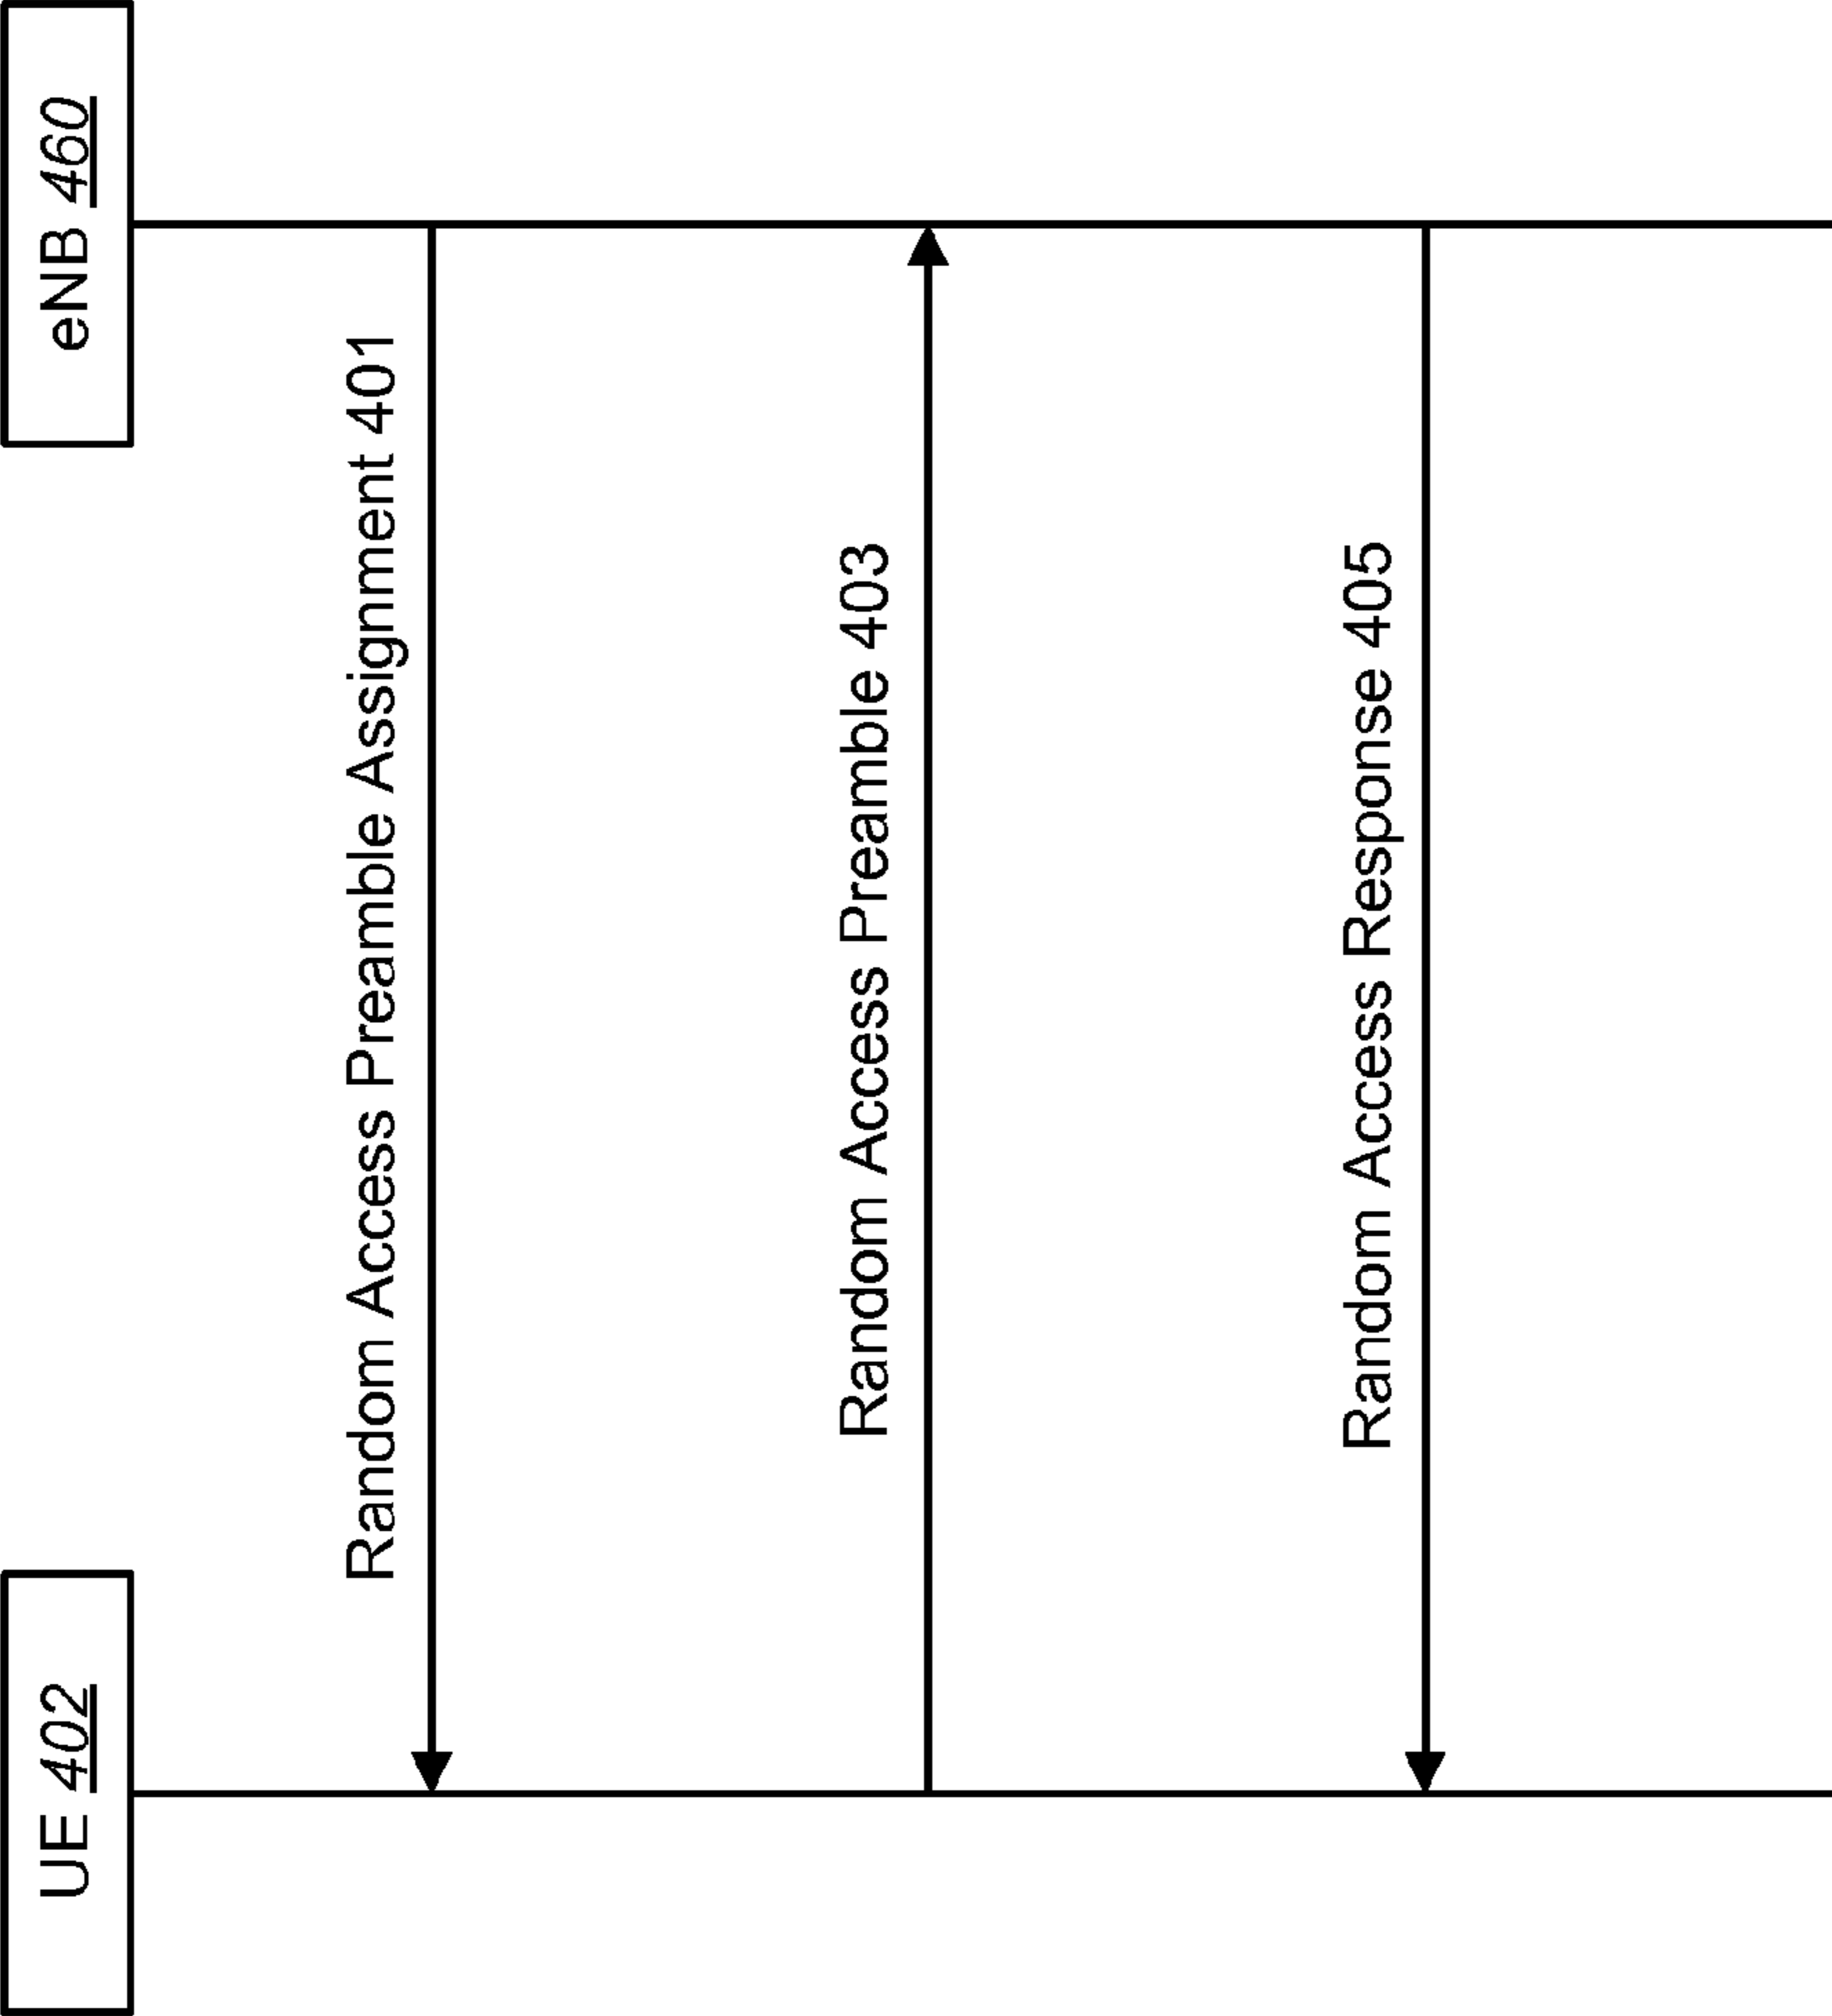 UE 402
eNB 460
Random Access Preamble Assignment 401
Random Access Preamble 403
Random Access Response 405